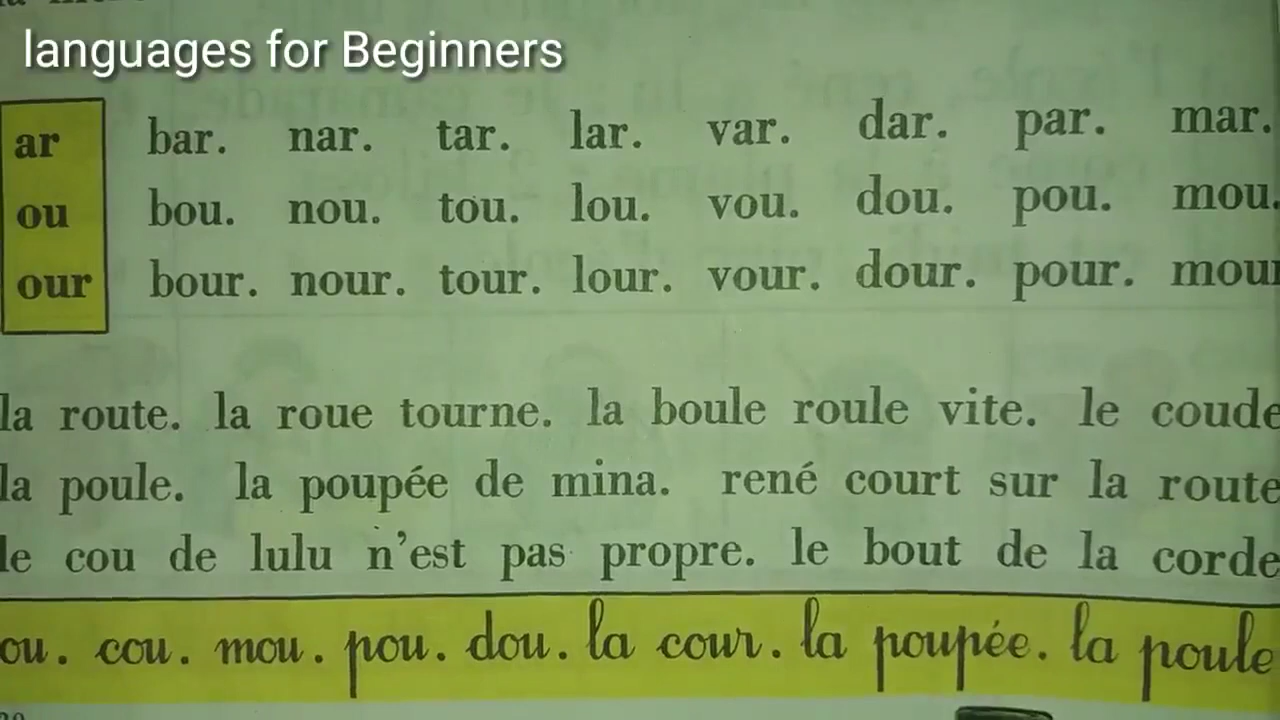 languages for Beginners
ar bar. nar. tar. lar. var. dar. par. mar.
ou bou. nou. tou. lou. vou. dou. pou. mou.
our bour. nour. tour. lour. vour. dour. pour. mour
la route. la roue tourne. la boule roule vite. le coude
la poule. la poupée de mina. rené court sur la route
le cou de lulu n'est pas propre. le bout de la corde
ou. cou. mou. pou. dou. la cour. la poupée. la poule